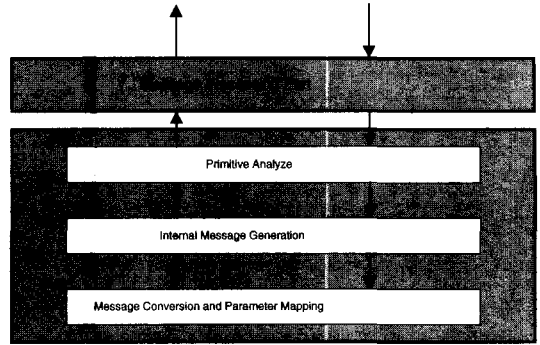 Primitive Analyze
Internal Message Generation
Message Conversion and Parameter Mapping